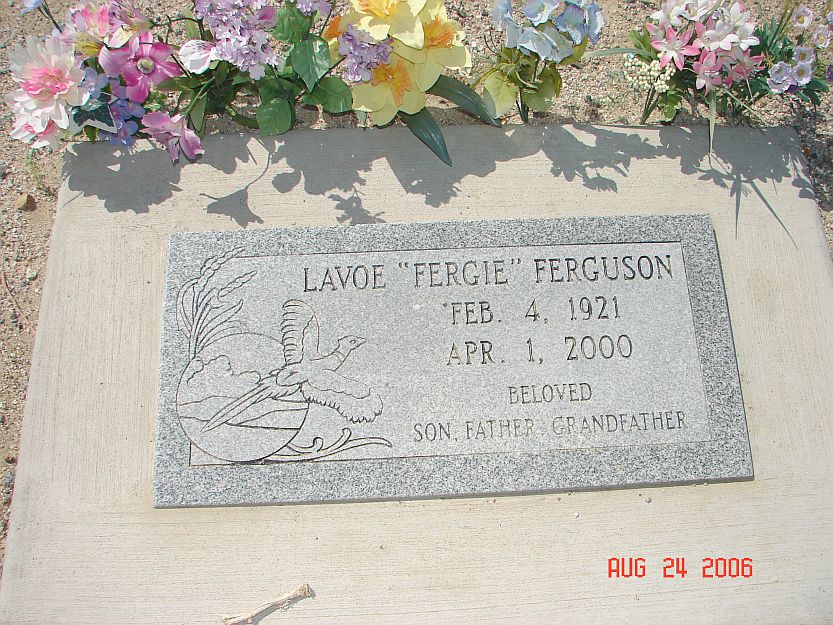 LAVOE "FERGIE" FERGUSON
FEB. 4, 1921
APR. 1, 2000
BELOVED
SON, FATHER, GRANDFATHER
AUG 24 2006